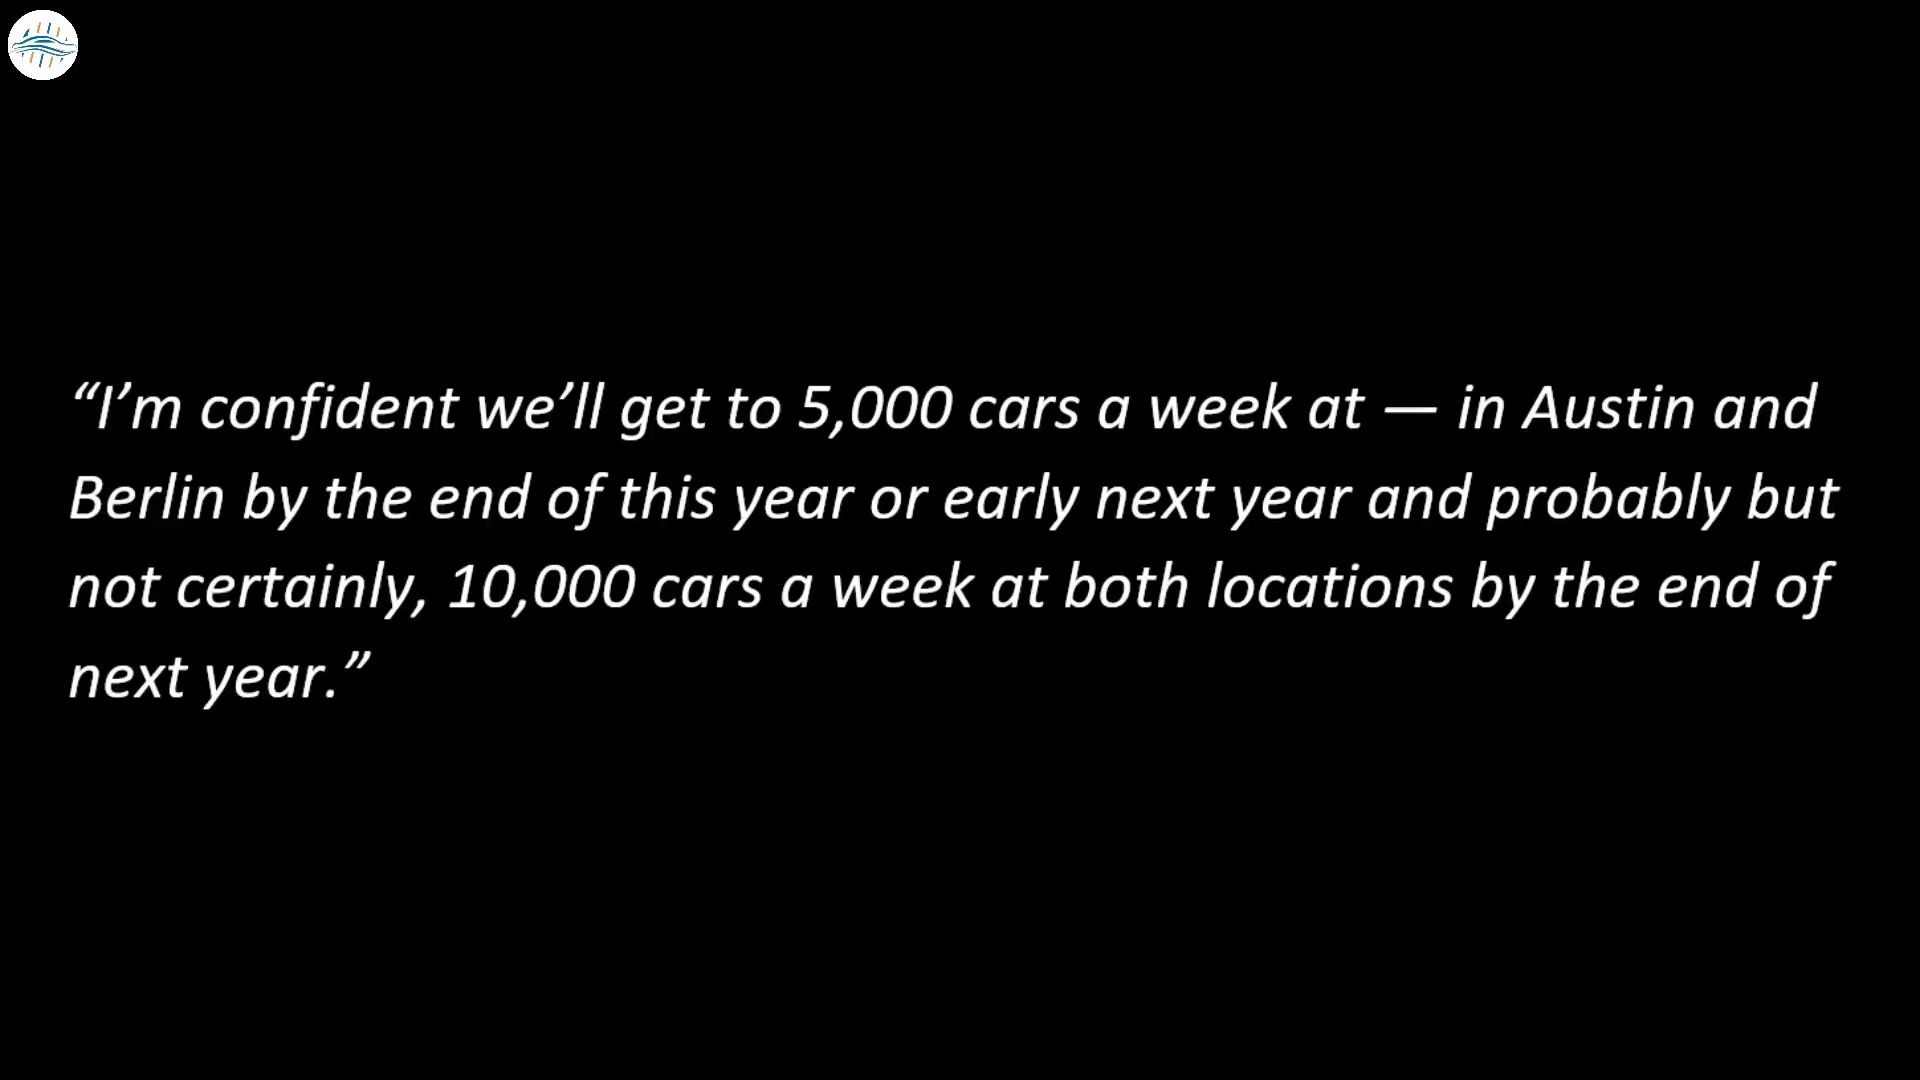 “I’m confident we’ll get to 5,000 cars a week at — in Austin and
Berlin by the end of this year or early next year and probably but
not certainly, 10,000 cars a week at both locations by the end of
next year.”